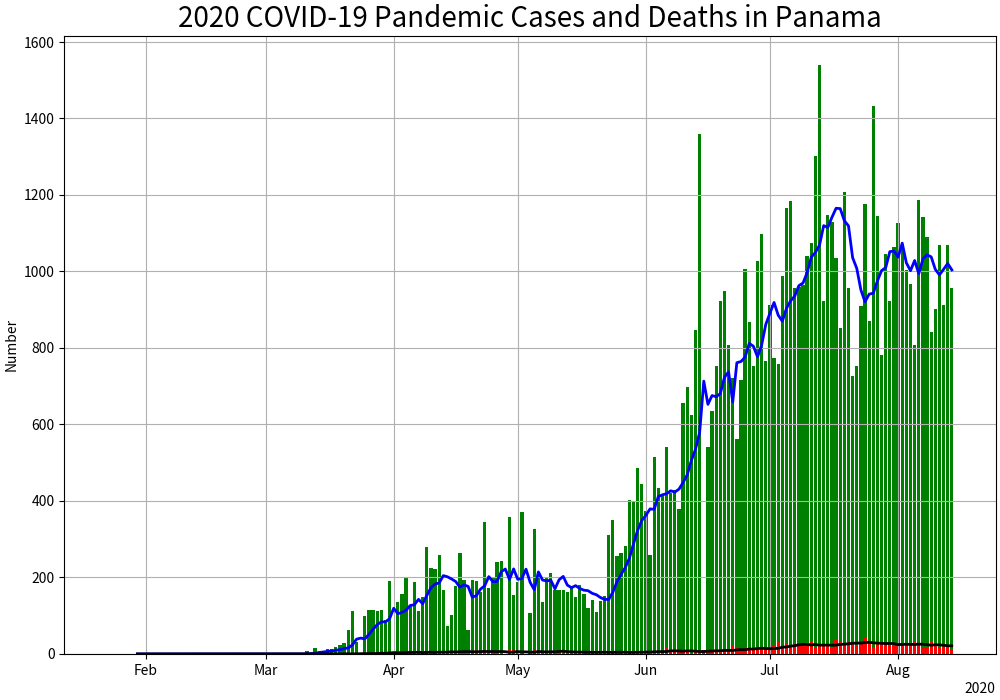 2020 COVID-19 Pandemic Cases and Deaths in Panama
1600
1400
1200
1000
800
600
400
200
0
Number
Feb
Mar
Apr
May
Jun
Jul
Aug
2020